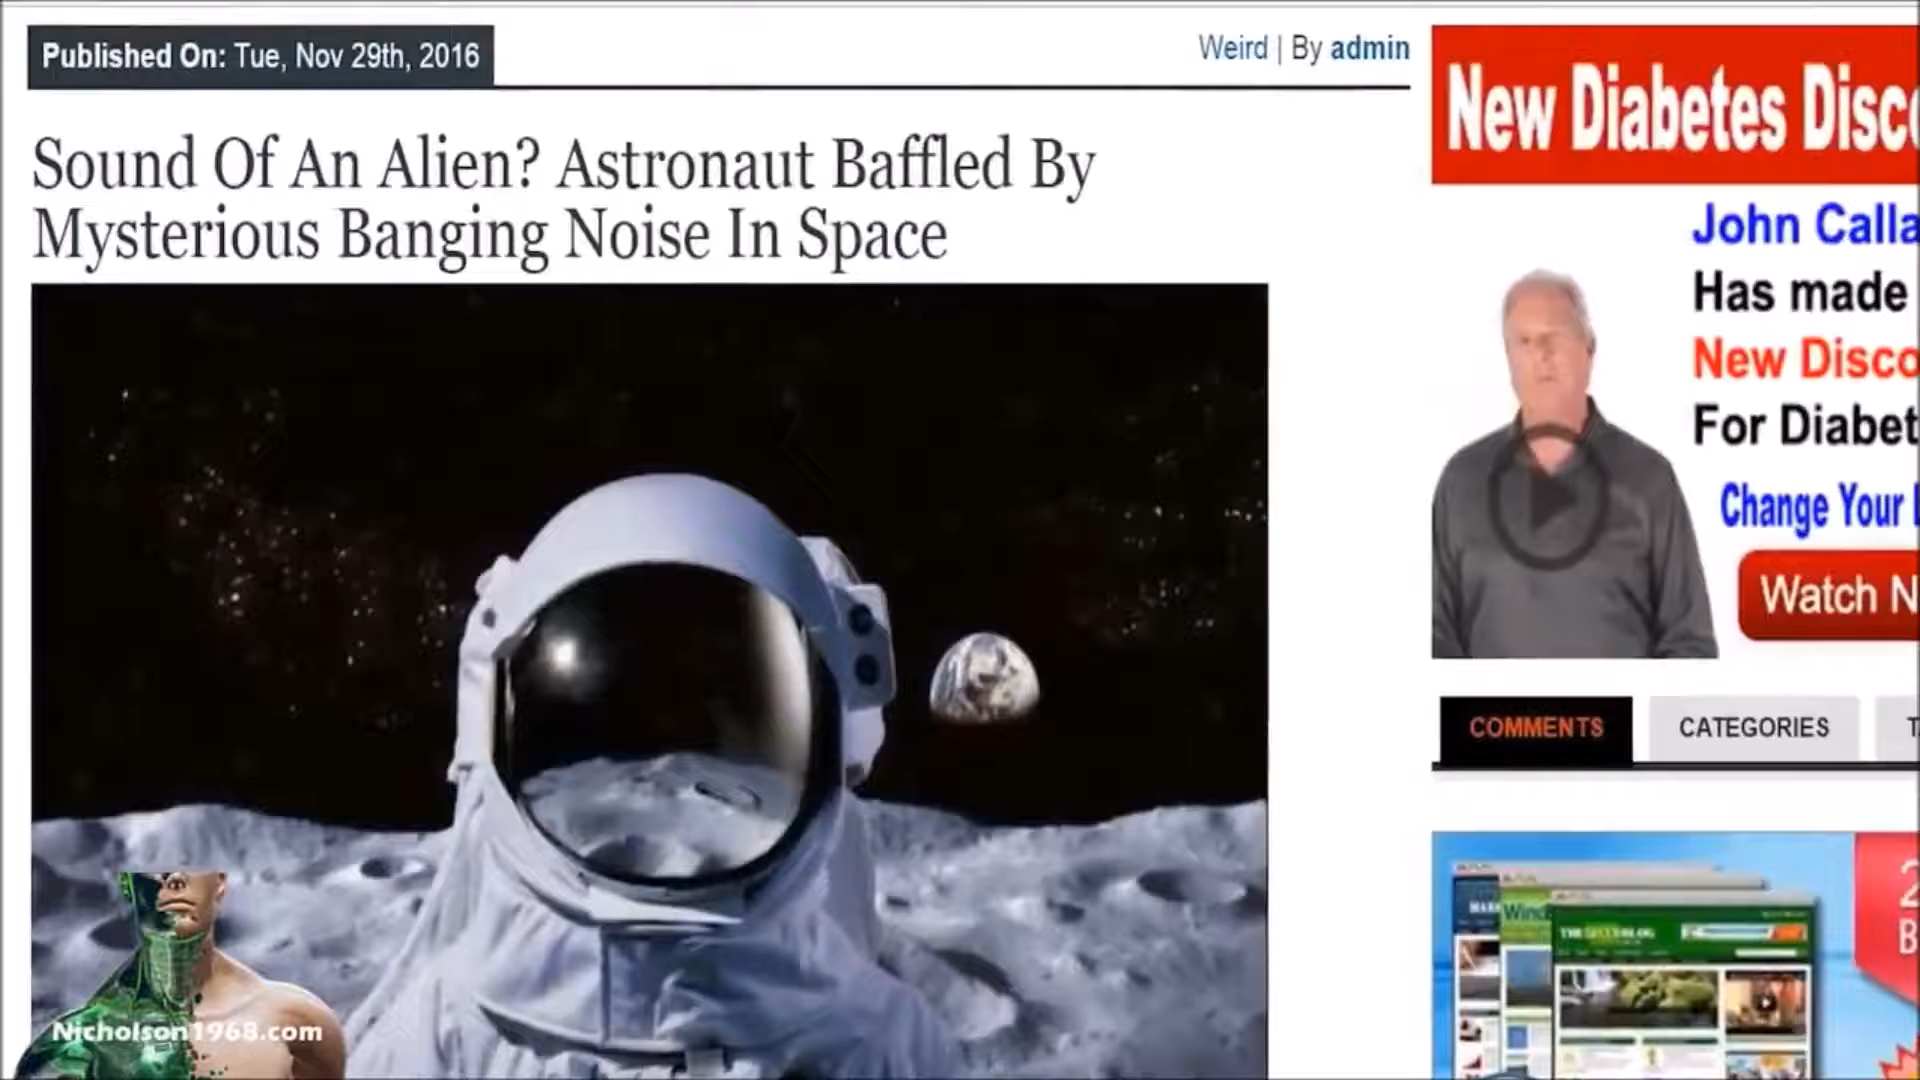 Published On: Tue, Nov 29th, 2016
Weird | By admin
Sound Of An Alien? Astronaut Baffled By
Mysterious Banging Noise In Space
New Diabetes Disco
John Calla
Has made
New Disco
For Diabet
Change Your
Watch N
COMMENTS
CATEGORIES
Nicholson1968.com